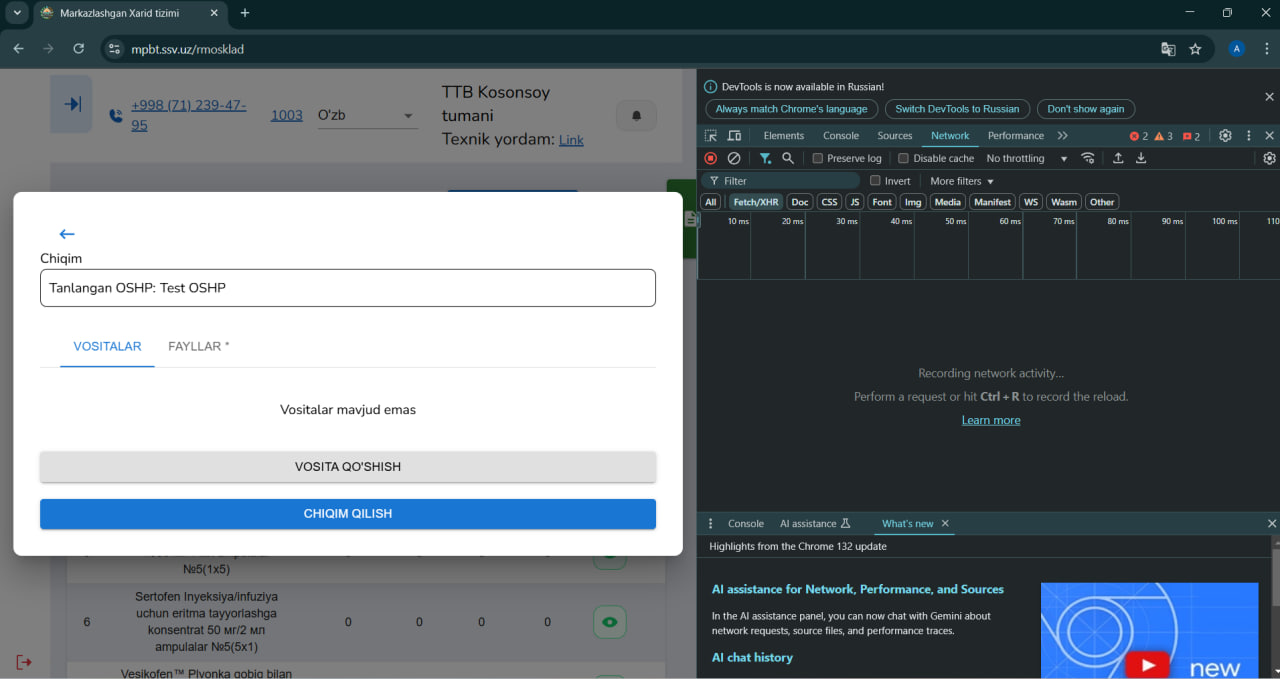 Markazlashgan Xarid tizimi
mpbt.ssv.uz/rmosklad
A
+998 (71) 239-47-
95
1003
O'zb
TTB Kosonsoy
tumani
Texnik yordam: Link
Chiqim
Tanlangan OSHP: Test OSHP
VOSITALAR
FAYLLAR *
Vositalar mavjud emas
VOSITA QO'SHISH
CHIQIM QILISH
№5(1x5)
6
Sertofen Inyeksiya/infuziya
uchun eritma tayyorlashga
konsentrat 50 мг/2 мл
ampulalar №5(5x1)
0 0 0 0
Vesikofen™ Plyonka qobiq bilan
DevTools is now available in Russian!
Always match Chrome's language
Switch DevTools to Russian
Don't show again
Elements Console Sources Network Performance
2 3 2
Preserve log
Disable cache
No throttling
Filter
Invert
More filters
All Fetch/XHR Doc CSS JS Font Img Media Manifest WS Wasm Other
10 ms 20 ms 30 ms 40 ms 50 ms 60 ms 70 ms 80 ms 90 ms 100 ms 110
Recording network activity...
Perform a request or hit Ctrl + R to record the reload.
Learn more
Console AI assistance What's new
Highlights from the Chrome 132 update
AI assistance for Network, Performance, and Sources
In the AI assistance panel, you can now chat with Gemini about
network requests, source files, and performance traces.
AI chat history
new